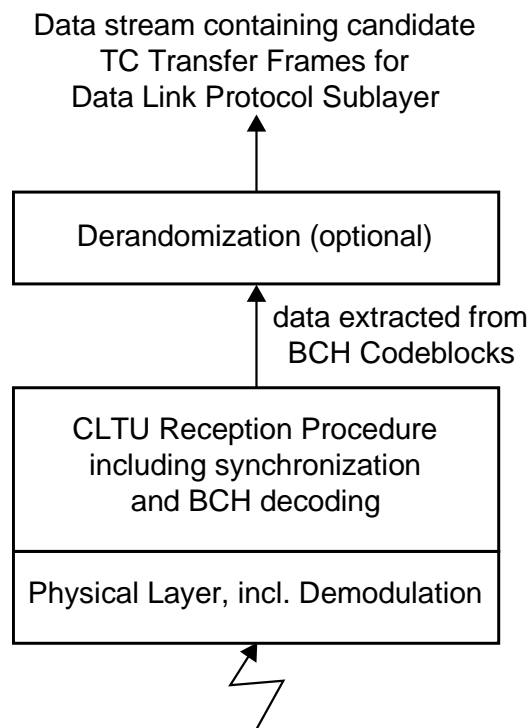 Data stream containing candidate
TC Transfer Frames for
Data Link Protocol Sublayer
Derandomization (optional)
data extracted from
BCH Codeblocks
CLTU Reception Procedure
including synchronization
and BCH decoding
Physical Layer, incl. Demodulation